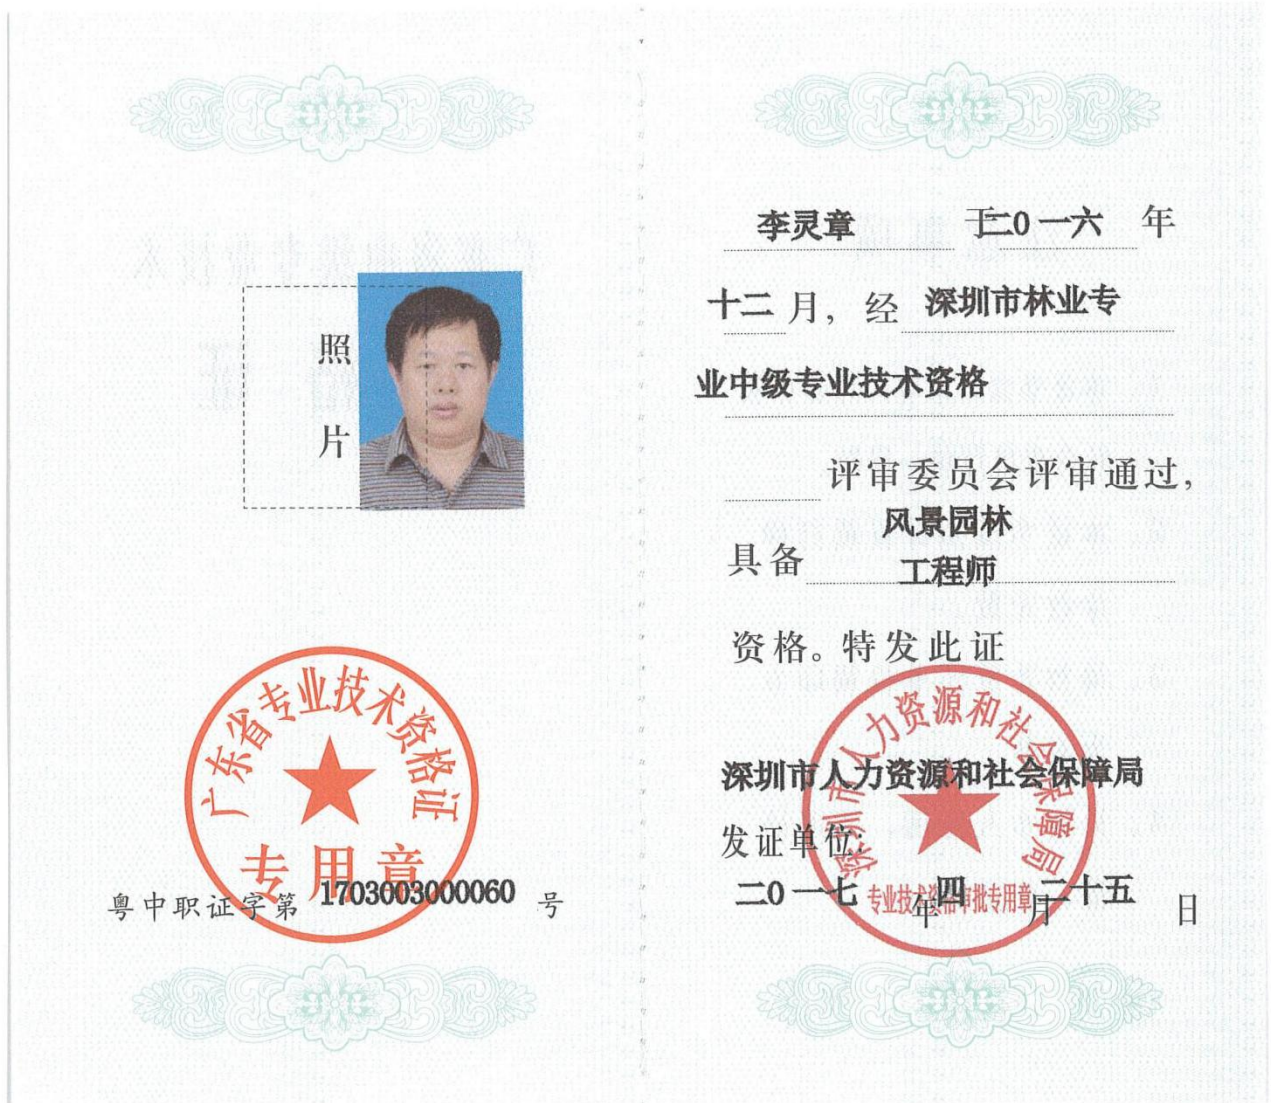 照
片
广东省专业技术资格证
专用章
粤中职证字第 1703003000060 号
李灵章 于二0一六 年
十二 月， 经 深圳市林业专
业中级专业技术资格
评审委员会评审通过，
风景园林
具备 工程师
资格。特发此证
深圳市人力资源和社会保障局
深圳市人力资源和社会保障局
发证单位：
专业技术资格审批专用章
二0一七 年 四 月 二十五 日